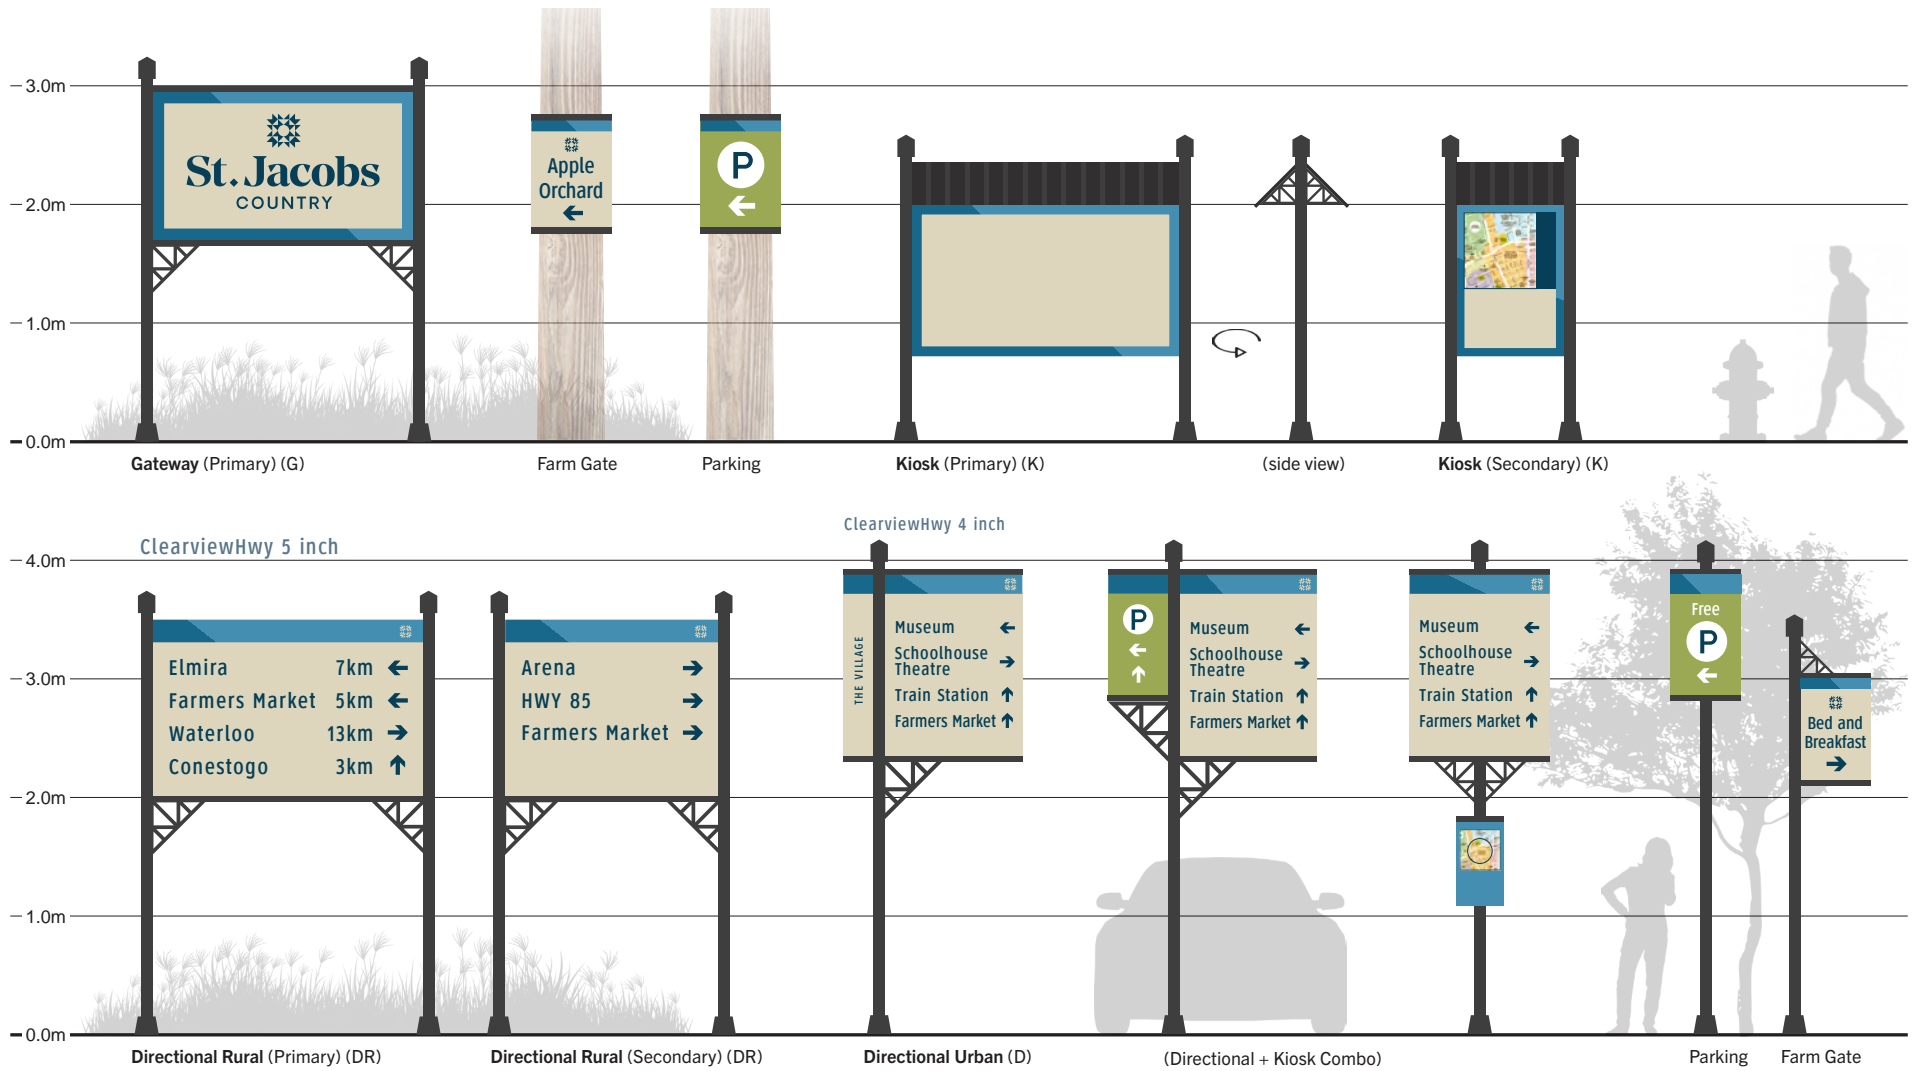 3.0m
2.0m
1.0m
0.0m
St. Jacobs
COUNTRY
Apple
Orchard
P
Gateway (Primary) (G)
Farm Gate
Parking
Kiosk (Primary) (K)
(side view)
Kiosk (Secondary) (K)
ClearviewHwy 5 inch
ClearviewHwy 4 inch
4.0m
3.0m
2.0m
1.0m
0.0m
Elmira 7km ←
Farmers Market 5km ←
Waterloo 13km →
Conestogo 3km ↑
Arena →
HWY 85 →
Farmers Market →
THE VILLAGE
Museum ←
Schoolhouse
Theatre →
Train Station ↑
Farmers Market ↑
P
Museum ←
Schoolhouse
Theatre →
Train Station ↑
Farmers Market ↑
Museum ←
Schoolhouse
Theatre →
Train Station ↑
Farmers Market ↑
Free
P
Bed and
Breakfast
Directional Rural (Primary) (DR)
Directional Rural (Secondary) (DR)
Directional Urban (D)
(Directional + Kiosk Combo)
Parking
Farm Gate